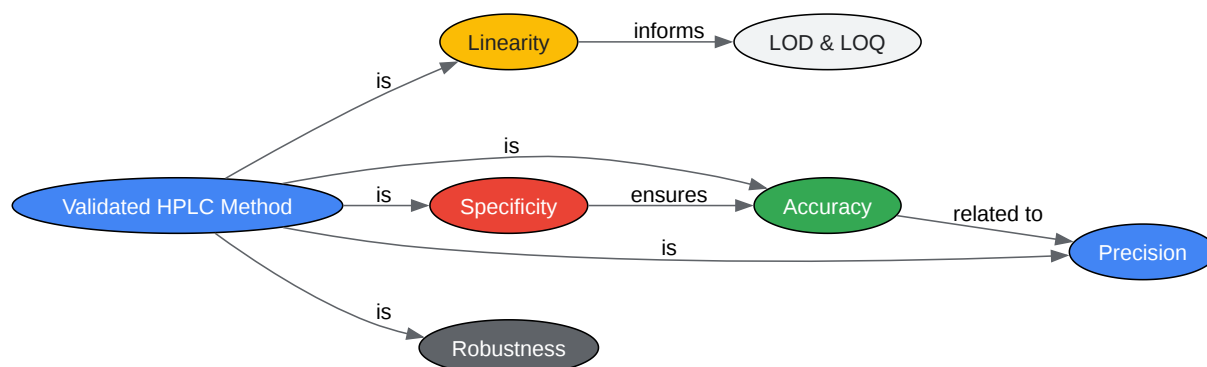 Linearity
informs
LOD & LOQ
is
is
Validated HPLC Method
is
Specificity
ensures
Accuracy
related to
Precision
is
is
Robustness